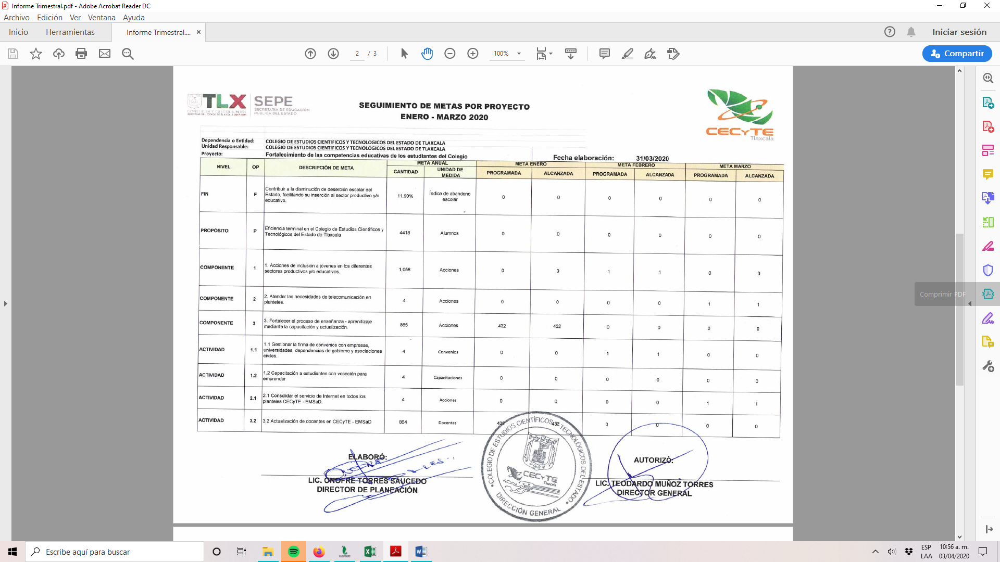 Informe Trimestral.pdf - Adobe Acrobat Reader DC
Archivo Edición Ver Ventana Ayuda
Inicio Herramientas Informe Trimestral.... × Iniciar sesión
2 / 3 100% Compartir
TLX SEPE
CONSTRUIR Y CRECER JUNTOS
SECRETARÍA DE EDUCACIÓN
PÚBLICA DEL ESTADO
SEGUIMIENTO DE METAS POR PROYECTO
ENERO - MARZO 2020
CECyTE
Tlaxcala
Dependencia o Entidad: COLEGIO DE ESTUDIOS CIENTIFICOS Y TECNOLOGICOS DEL ESTADO DE TLAXCALA
Unidad Responsable: COLEGIO DE ESTUDIOS CIENTIFICOS Y TECNOLOGICOS DEL ESTADO DE TLAXCALA
Proyecto: Fortalecimiento de las competencias educativas de los estudiantes del Colegio Fecha elaboración: 31/03/2020
NIVEL OP DESCRIPCIÓN DE META META ANUAL META ENERO META FEBRERO META MARZO
CANTIDAD UNIDAD DE MEDIDA PROGRAMADA ALCANZADA PROGRAMADA ALCANZADA PROGRAMADA ALCANZADA
FIN F Contribuir a la disminución de deserción escolar del
Estado, facilitando su inserción al sector productivo y/o
educativo. 11.90% Índice de abandono escolar 0 0 0 0 0 0
PROPÓSITO P Eficiencia terminal en el Colegio de Estudios Científicos y
Tecnológicos del Estado de Tlaxcala 4418 Alumnos 0 0 0 0 0 0
COMPONENTE 1 1. Acciones de inclusión a jóvenes en los diferentes
sectores productivos y/o educativos. 1,058 Acciones 0 0 1 1 0 0
COMPONENTE 2 2. Atender las necesidades de telecomunicación en
planteles. 4 Acciones 0 0 0 0 1 1
COMPONENTE 3 3. Fortalecer el proceso de enseñanza - aprendizaje
mediante la capacitación y actualización. 865 Acciones 432 432 0 0 0 0
ACTIVIDAD 1.1 1.1 Gestionar la firma de convenios con empresas,
universidades, dependencias de gobierno y asociaciones
civiles. 4 Convenios 0 0 1 1 0 0
ACTIVIDAD 1.2 1.2 Capacitación a estudiantes con vocación para
emprender 4 Capacitaciones 0 0 0 0 0 0
ACTIVIDAD 2.1 2.1 Consolidar el servicio de Internet en todos los
planteles CECyTE - EMSaD. 4 Acciones 0 0 0 0 1 1
ACTIVIDAD 3.2 3.2 Actualización de docentes en CECyTE - EMSaD 864 Docentes 432 432 0 0 0 0
ELABORÓ:
LIC. ONOFRE TORRES SAUCEDO
DIRECTOR DE PLANEACIÓN
COLEGIO DE ESTUDIOS CIENTÍFICOS Y TECNOLÓGICOS DEL ESTADO
CECyTE
Tlaxcala
DIRECCIÓN GENERAL
AUTORIZÓ:
LIC. TEODARDO MUÑOZ TORRES
DIRECTOR GENERAL
Comprimir PDF
Escribe aquí para buscar
ESP
LAA
10:56 a. m.
03/04/2020